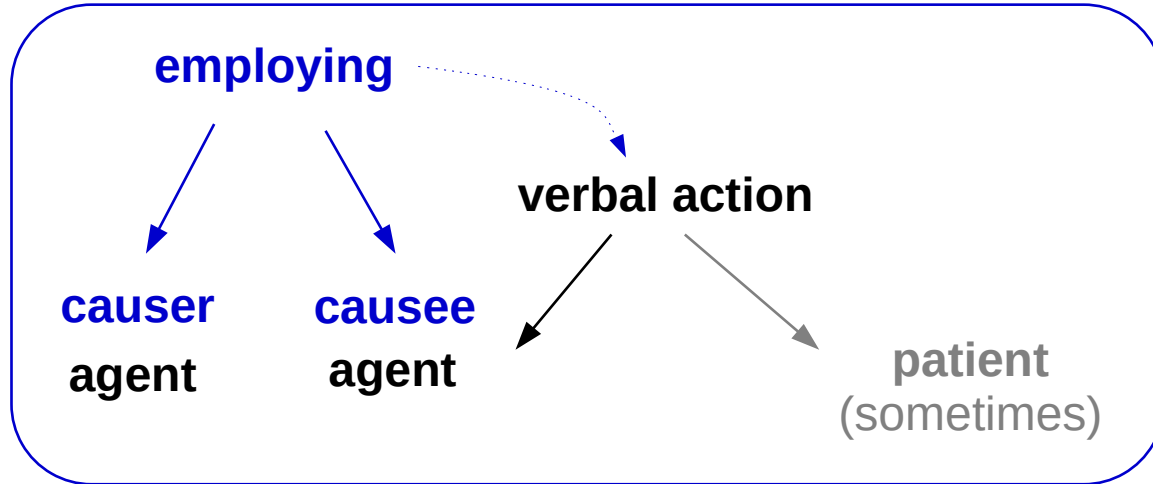 employing
verbal action
causer
causee
agent
agent
patient
(sometimes)